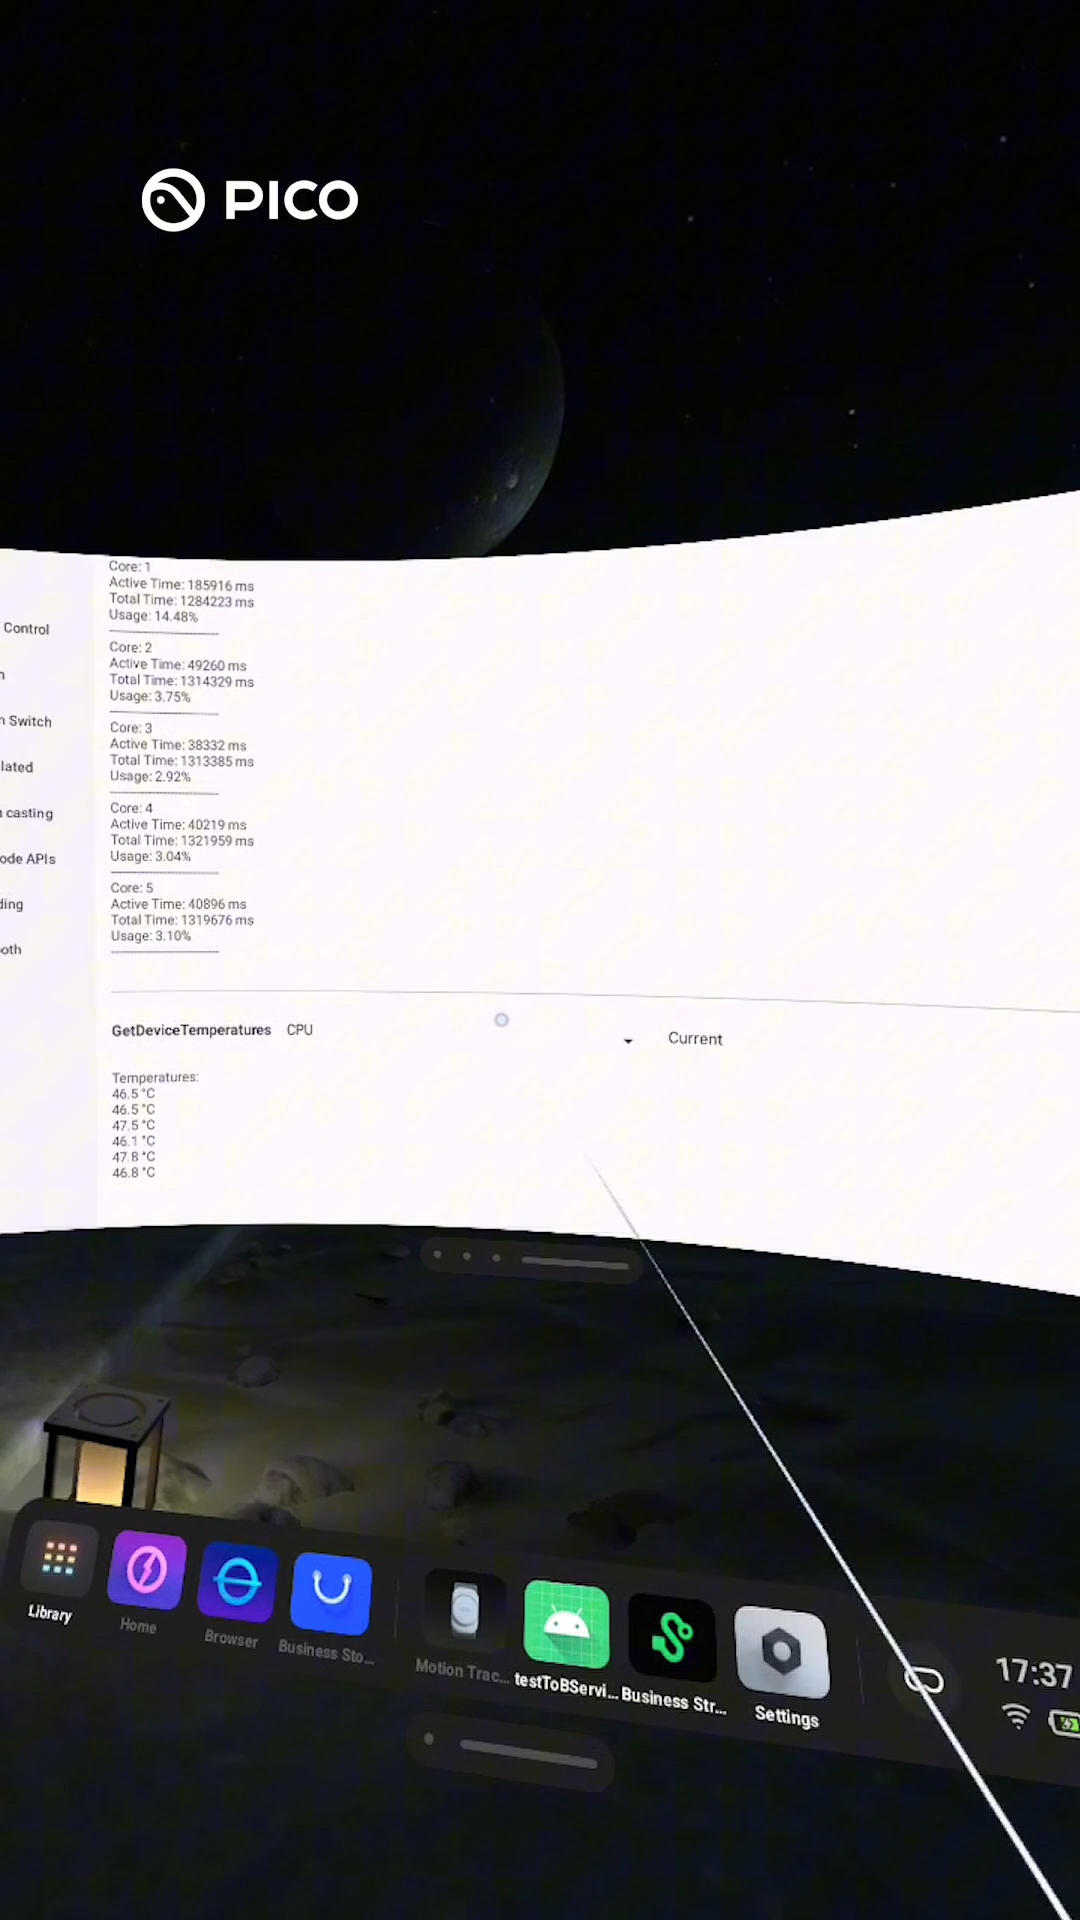 PICO
Core: 1
Active Time: 185916 ms
Total Time: 1284223 ms
Usage: 14.48%
Control
Core: 2
Active Time: 49260 ms
Total Time: 1314329 ms
Usage: 3.75%
n
n Switch
Core: 3
Active Time: 38332 ms
Total Time: 1313385 ms
Usage: 2.92%
lated
Core: 4
Active Time: 40219 ms
Total Time: 1321959 ms
Usage: 3.04%
n casting
ode APIs
Core: 5
Active Time: 40896 ms
Total Time: 1319676 ms
Usage: 3.10%
ding
ooth
GetDeviceTemperatures CPU
Current
Temperatures:
46.5 °C
46.5 °C
47.5 °C
46.1 °C
47.8 °C
46.8 °C
Library
Home
Browser
Business Sto...
Motion Trac...
testToBServi...
Business Str...
Settings
17:37